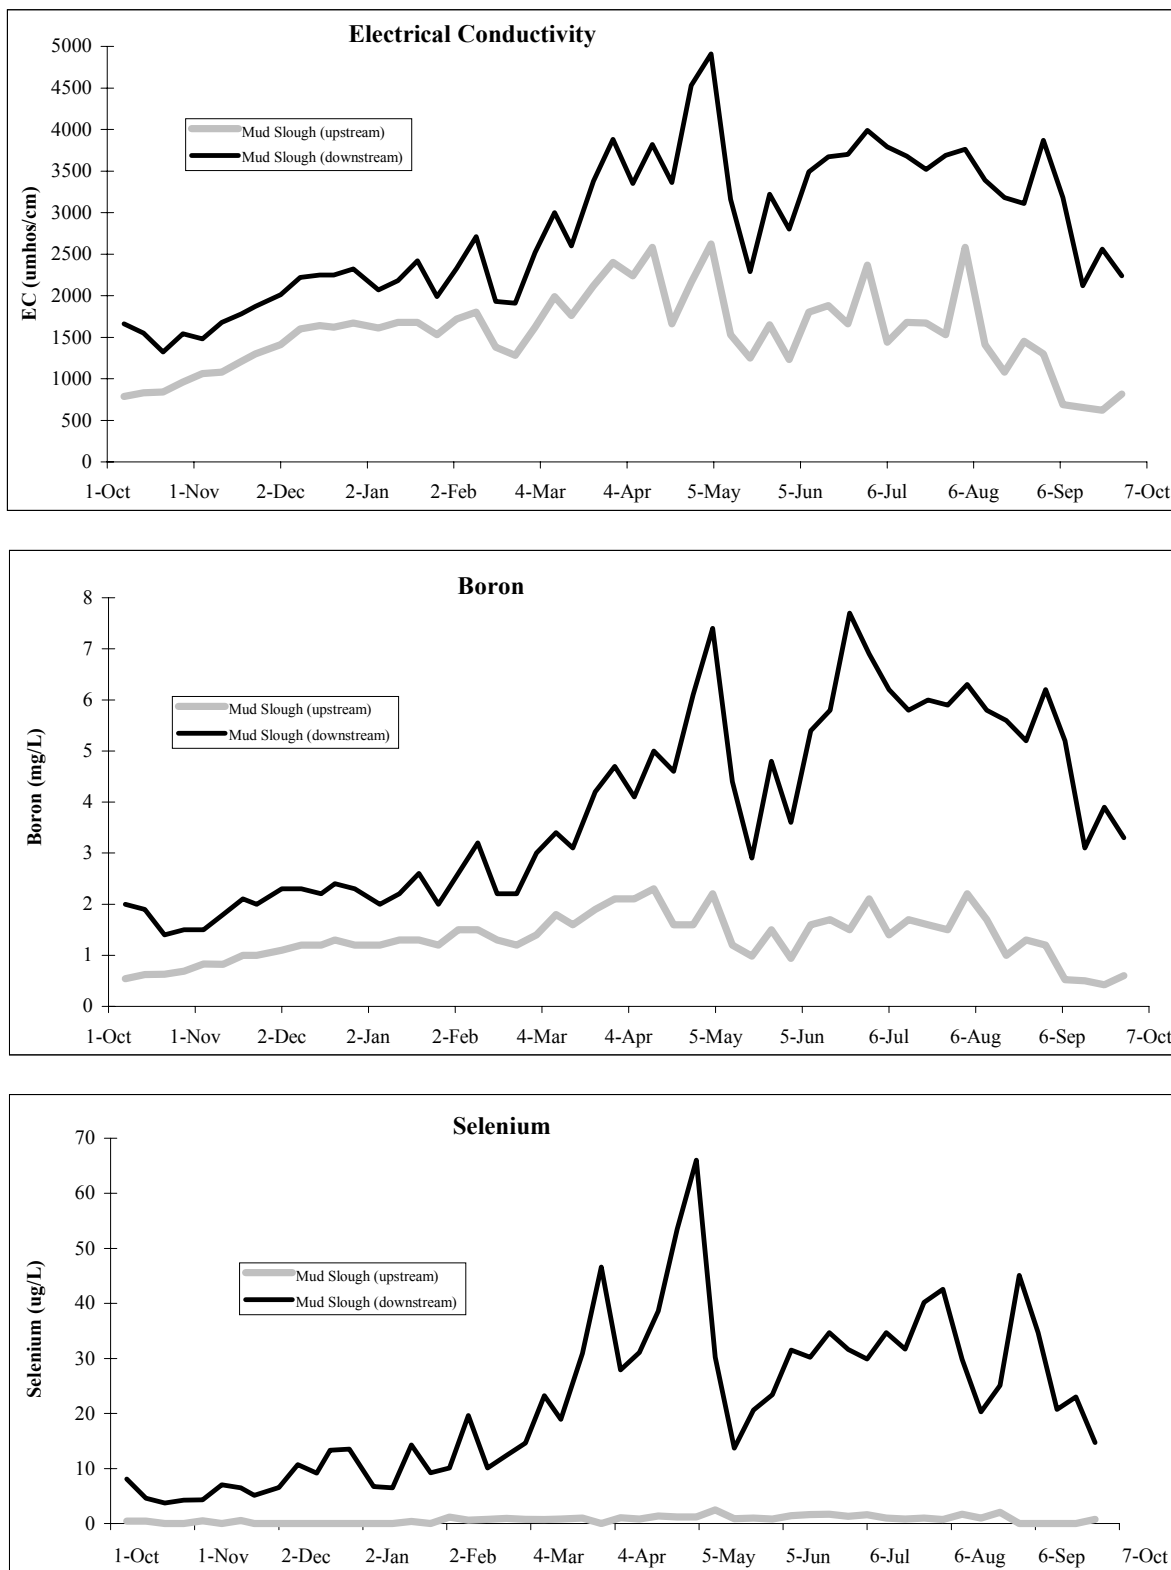 Electrical Conductivity
5000
4500
4000
3500
3000
2500
2000
1500
1000
500
0
EC (umhos/cm)
Mud Slough (upstream)
Mud Slough (downstream)
1-Oct 1-Nov 2-Dec 2-Jan 2-Feb 4-Mar 4-Apr 5-May 5-Jun 6-Jul 6-Aug 6-Sep 7-Oct
Boron
8
7
6
5
4
3
2
1
0
Boron (mg/L)
Mud Slough (upstream)
Mud Slough (downstream)
1-Oct 1-Nov 2-Dec 2-Jan 2-Feb 4-Mar 4-Apr 5-May 5-Jun 6-Jul 6-Aug 6-Sep 7-Oct
Selenium
70
60
50
40
30
20
10
0
Selenium (ug/L)
Mud Slough (upstream)
Mud Slough (downstream)
1-Oct 1-Nov 2-Dec 2-Jan 2-Feb 4-Mar 4-Apr 5-May 5-Jun 6-Jul 6-Aug 6-Sep 7-Oct